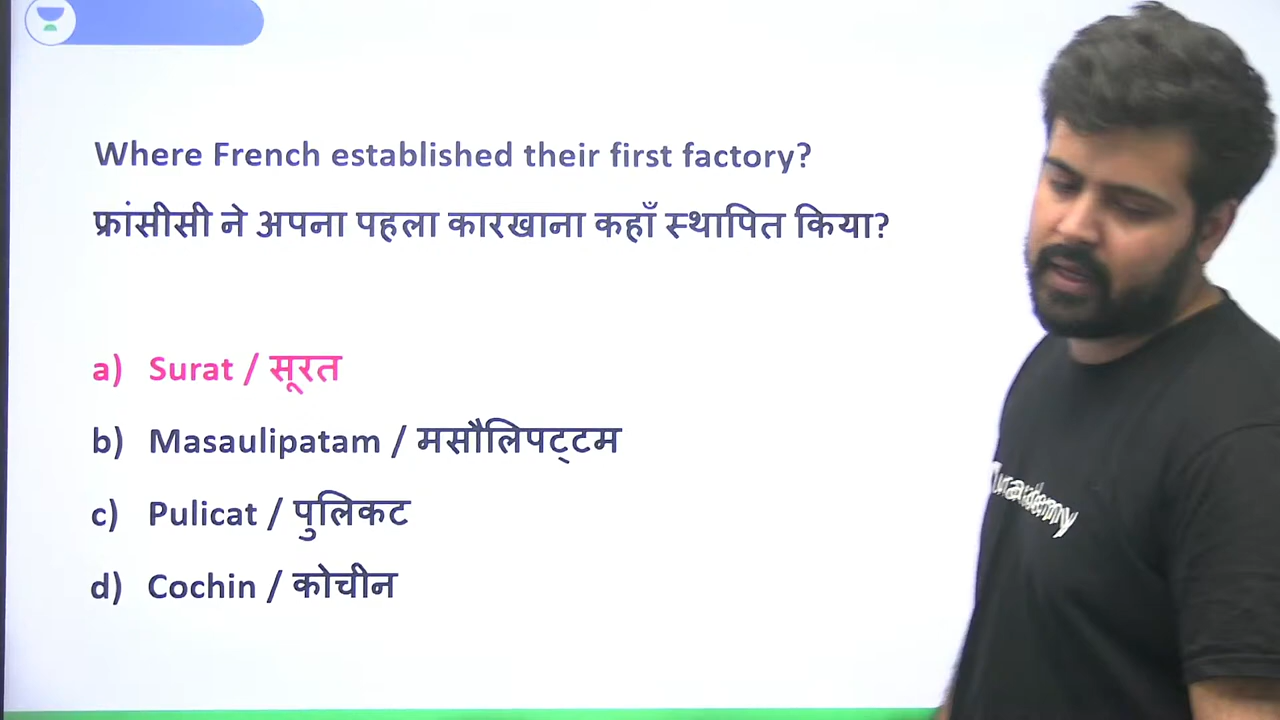 Where French established their first factory?
फ्रांसीसी ने अपना पहला कारखाना कहाँ स्थापित किया?
a) Surat / सूरत
b) Masaulipatam / मसौलिपट्टम
c) Pulicat / पुलिकट
d) Cochin / कोचीन